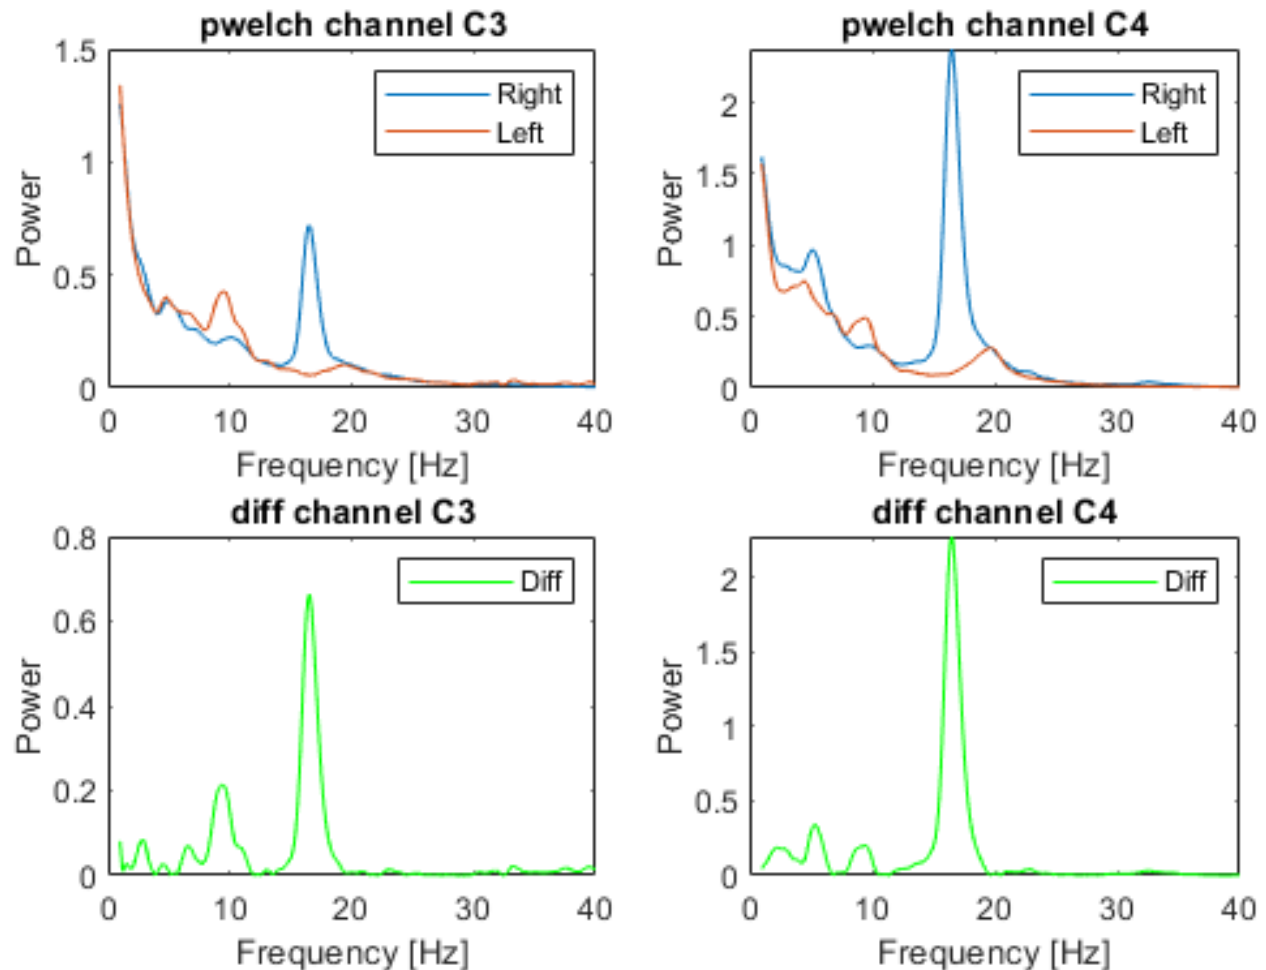 pwelch channel C3
1.5
1
0.5
0
Power
Right
Left
0 10 20 30 40
Frequency [Hz]
pwelch channel C4
2
1.5
1
0.5
0
Power
Right
Left
0 10 20 30 40
Frequency [Hz]
diff channel C3
0.8
0.6
0.4
0.2
0
Power
Diff
0 10 20 30 40
Frequency [Hz]
diff channel C4
2
1.5
1
0.5
0
Power
Diff
0 10 20 30 40
Frequency [Hz]